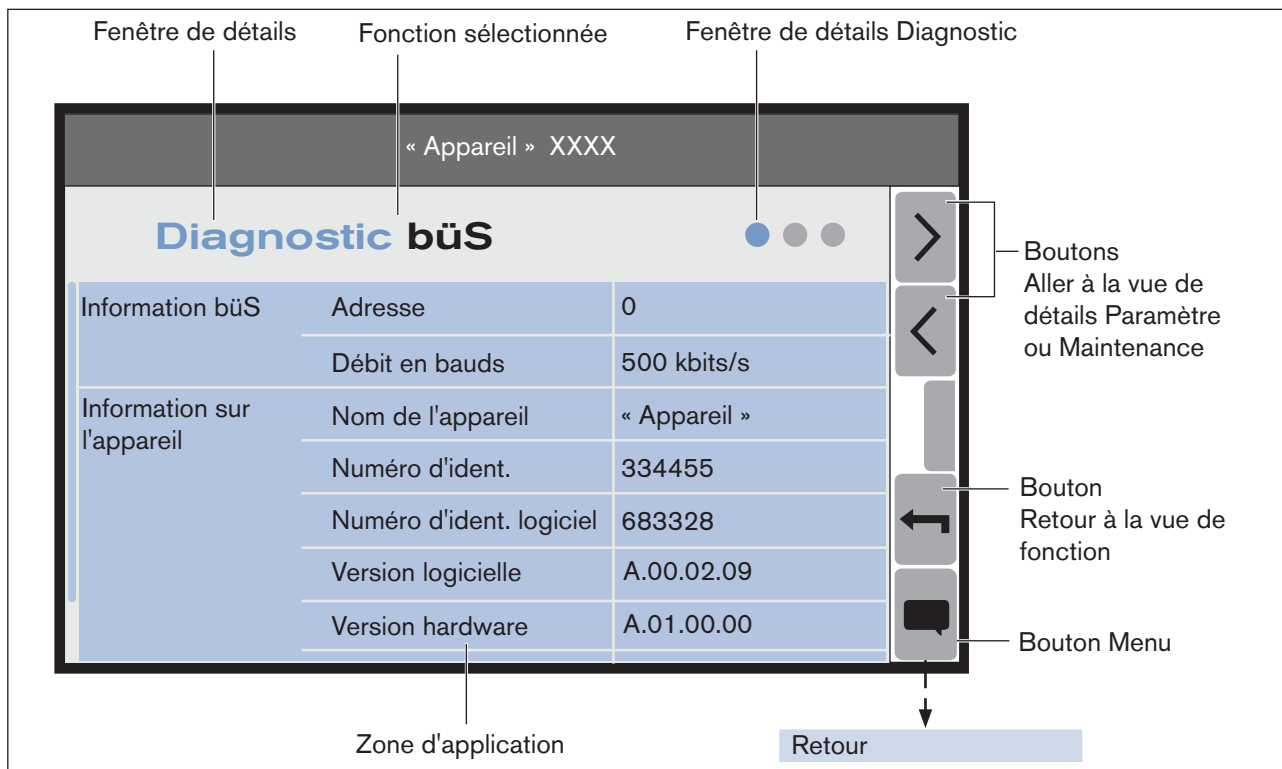 Fenêtre de détails
Fonction sélectionnée
Fenêtre de détails Diagnostic
« Appareil » XXXX
Diagnostic büS
Information büS
Adresse
0
Débit en bauds
500 kbits/s
Information sur
l'appareil
Nom de l'appareil
« Appareil »
Numéro d'ident.
334455
Numéro d'ident. logiciel
683328
Version logicielle
A.00.02.09
Version hardware
A.01.00.00
Boutons
Aller à la vue de
détails Paramètre
ou Maintenance
Bouton
Retour à la vue de
fonction
Bouton Menu
Zone d'application
Retour